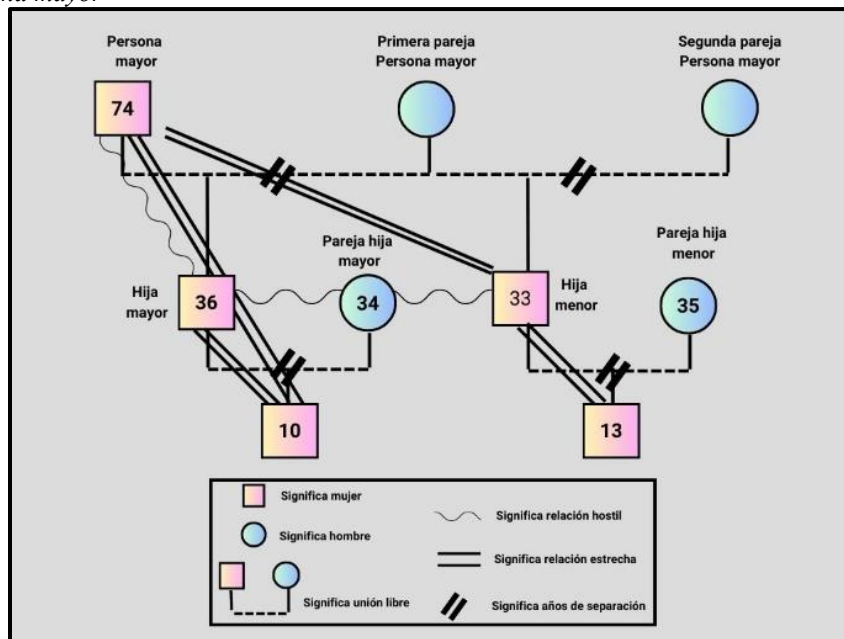 Persona
mayor
Primera pareja
Persona mayor
Segunda pareja
Persona mayor
74
Pareja hija
mayor
Pareja hija
menor
Hija
mayor
36
34
33
Hija
menor
35
10
13
Significa mujer
Significa relación hostil
Significa hombre
Significa relación estrecha
Significa unión libre
Significa años de separación